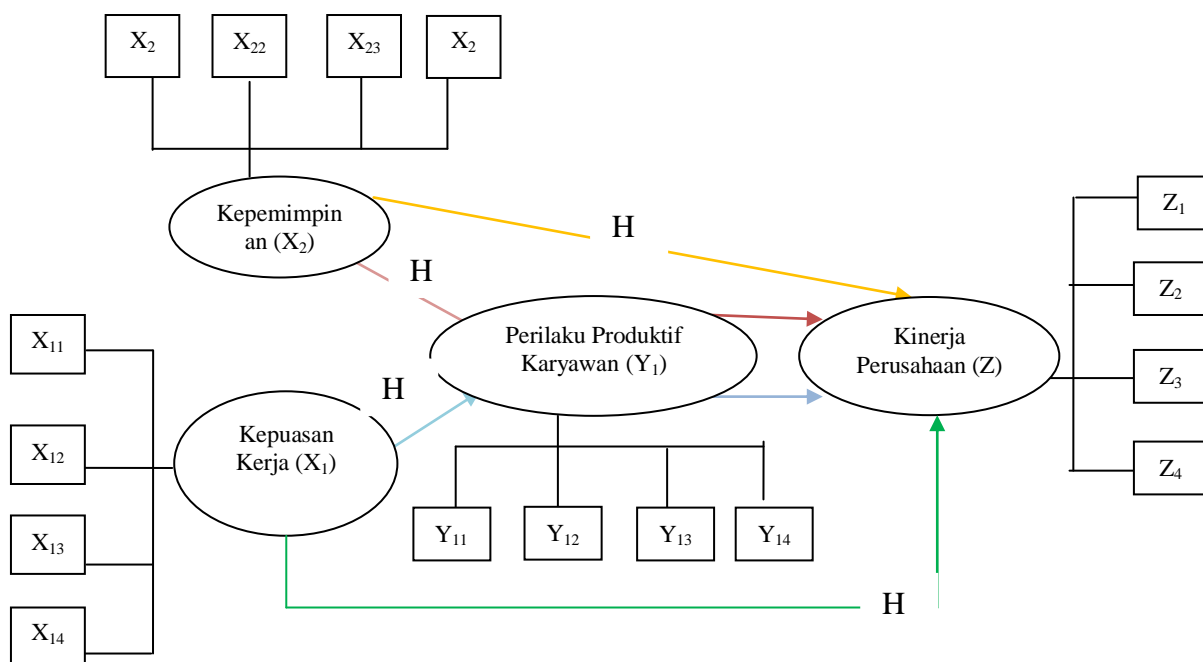 X₂
X₂₂
X₂₃
X₂
Kepemimpin
an (X₂)
H
H
Z₁
Z₂
Z₃
Z₄
X₁₁
X₁₂
X₁₃
X₁₄
Perilaku Produktif
Karyawan (Y₁)
Kinerja
Perusahaan (Z)
H
Kepuasan
Kerja (X₁)
Y₁₁
Y₁₂
Y₁₃
Y₁₄
H